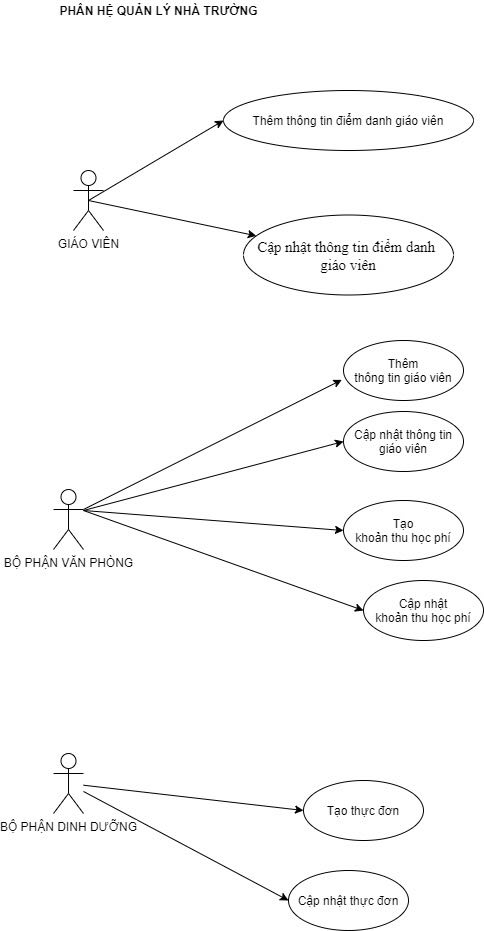 PHÂN HỆ QUẢN LÝ NHÀ TRƯỜNG
Thêm thông tin điểm danh giáo viên
GIÁO VIÊN
Cập nhật thông tin điểm danh
giáo viên
Thêm
thông tin giáo viên
Cập nhật thông tin
giáo viên
Tạo
khoản thu học phí
BỘ PHẬN VĂN PHÒNG
Cập nhật
khoản thu học phí
Tạo thực đơn
BỘ PHẬN DINH DƯỠNG
Cập nhật thực đơn